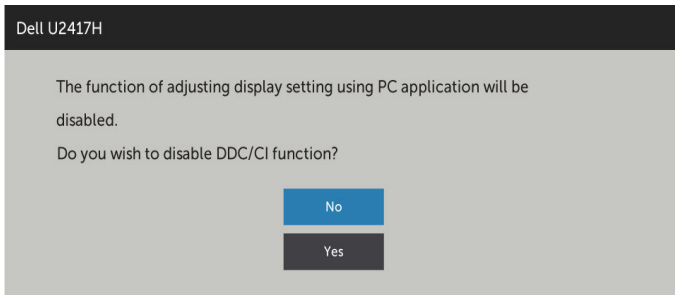 Dell U2417H
The function of adjusting display setting using PC application will be
disabled.
Do you wish to disable DDC/CI function?
No
Yes